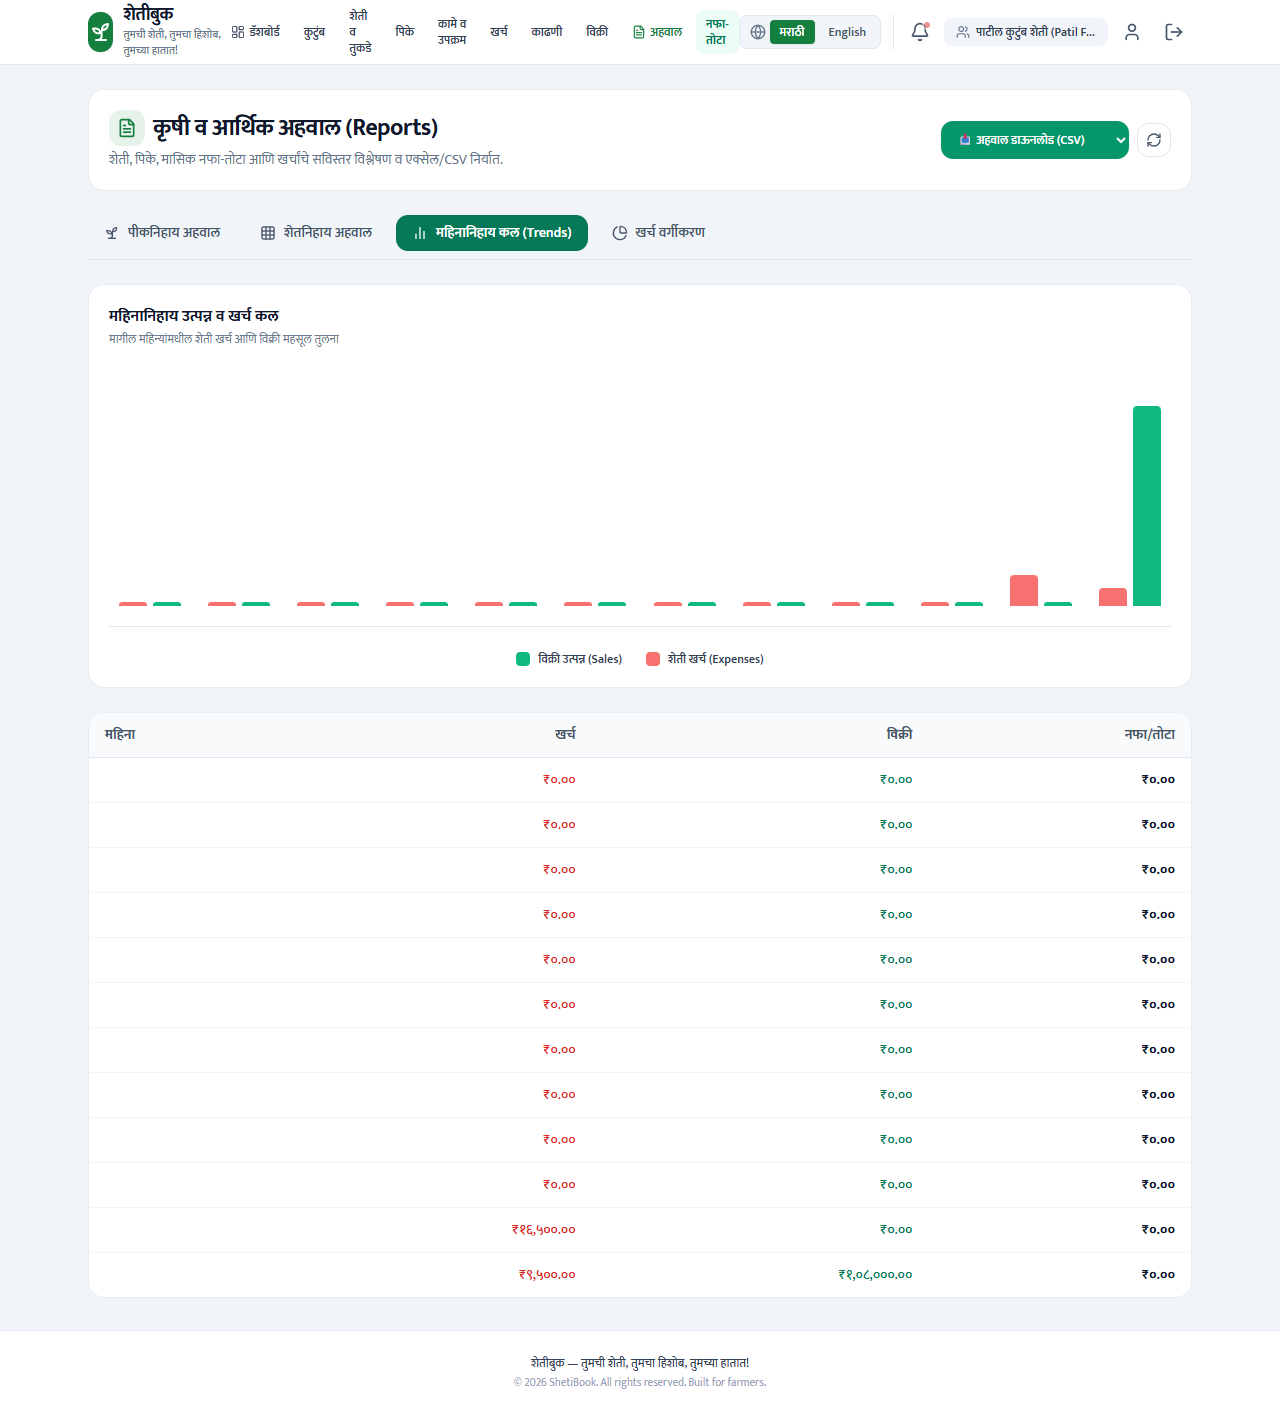 शेतीबुक
तुमची शेती, तुमचा हिशोब,
तुमच्या हातात!
डॅशबोर्ड
कुटुंब
शेती
व
तुकडे
पिके
कामे व
उपक्रम
खर्च
काढणी
विक्री
अहवाल
नफा-
तोटा
मराठी
English
पाटील कुटुंब शेती (Patil F...
कृषी व आर्थिक अहवाल (Reports)
शेती, पिके, मासिक नफा-तोटा आणि खर्चाचे सविस्तर विश्लेषण व एक्सेल/CSV निर्यात.
अहवाल डाऊनलोड (CSV)
पीकनिहाय अहवाल
शेतनिहाय अहवाल
महिनानिहाय कल (Trends)
खर्च वर्गीकरण
महिनानिहाय उत्पन्न व खर्च कल
मागील महिन्यांमधील शेती खर्च आणि विक्री महसूल तुलना
विक्री उत्पन्न (Sales)
शेती खर्च (Expenses)
महिना खर्च विक्री नफा/तोटा
₹०.०० ₹०.०० ₹०.००
₹०.०० ₹०.०० ₹०.००
₹०.०० ₹०.०० ₹०.००
₹०.०० ₹०.०० ₹०.००
₹०.०० ₹०.०० ₹०.००
₹०.०० ₹०.०० ₹०.००
₹०.०० ₹०.०० ₹०.००
₹०.०० ₹०.०० ₹०.००
₹०.०० ₹०.०० ₹०.००
₹०.०० ₹०.०० ₹०.००
₹१६,५००.०० ₹०.०० ₹०.००
₹९,५००.०० ₹१,०८,०००.०० ₹०.००
शेतीबुक — तुमची शेती, तुमचा हिशोब, तुमच्या हातात!
© 2026 ShetiBook. All rights reserved. Built for farmers.